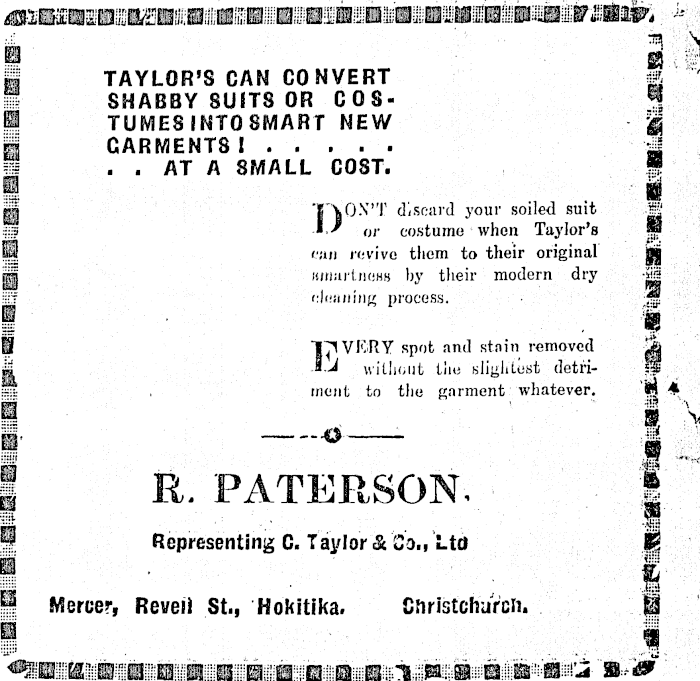 TAYLOR'S CAN CONVERT
SHABBY SUITS OR COS-
TUMES INTO SMART NEW
GARMENTS! . . . . .
. . AT A SMALL COST.
DON'T discard your soiled suit
or costume when Taylor's
can revive them to their original
smartness by their modern dry
cleaning process.
EVERY spot and stain removed
without the slightest detri-
ment to the garment whatever.
R. PATERSON.
Representing C. Taylor & Co., Ltd
Mercer, Revell St., Hokitika. Christchurch.